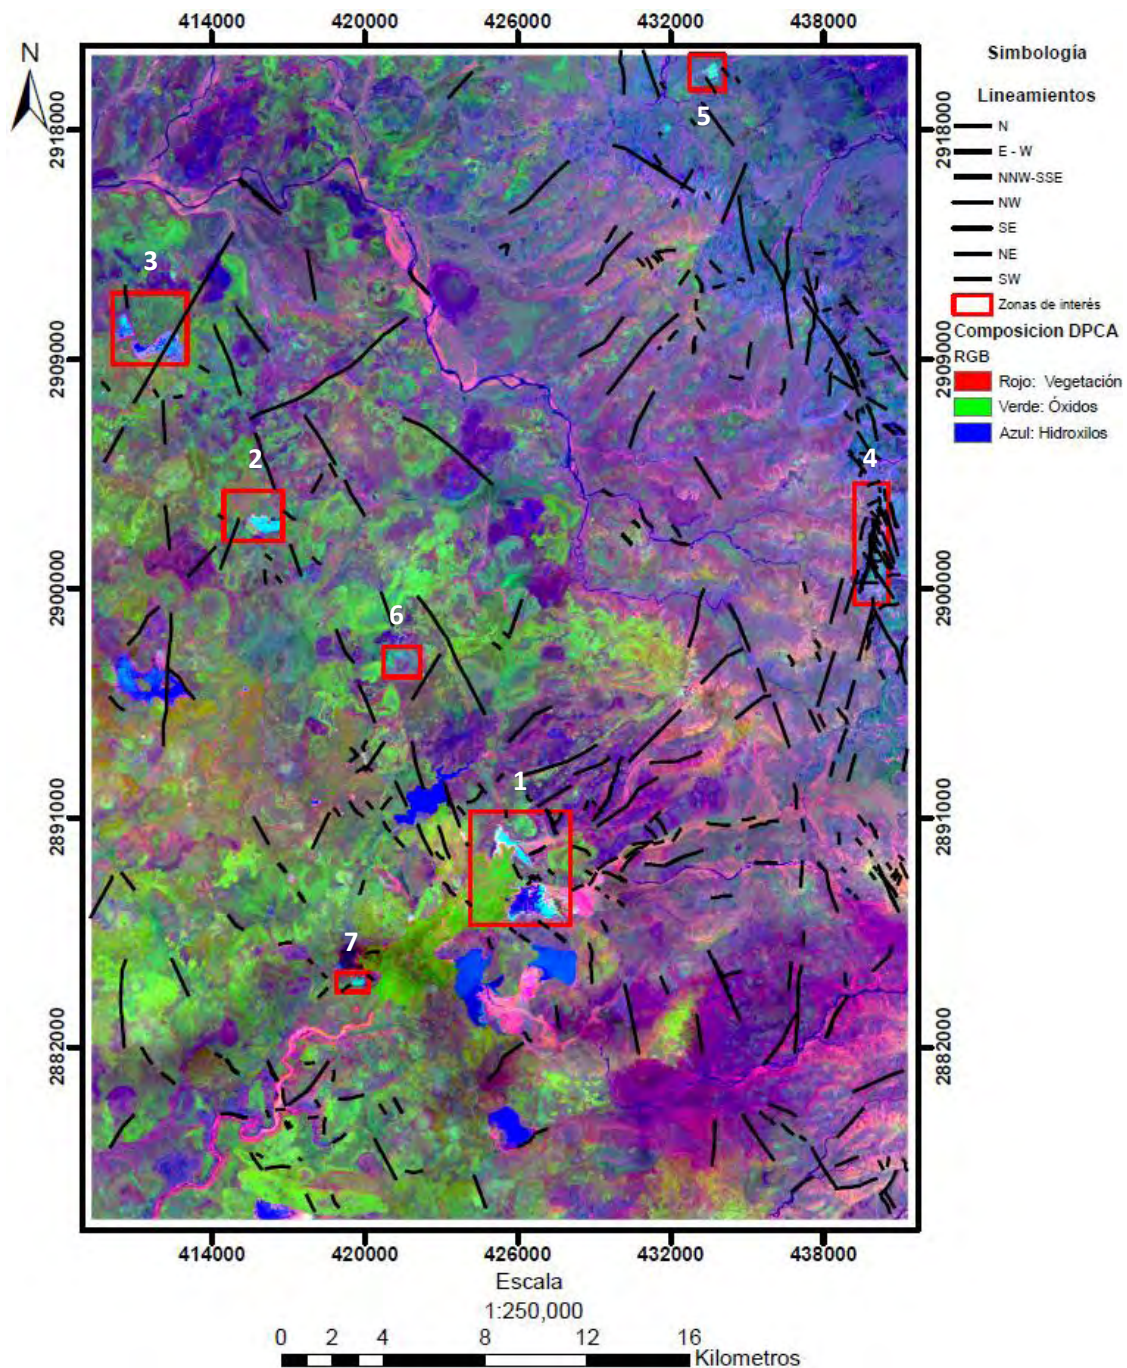 414000 420000 426000 432000 438000
N
Simbología
Lineamientos
N
E - W
NNW-SSE
NW
SE
NE
SW
Zonas de interés
Composicion DPCA
RGB
Rojo: Vegetación
Verde: Óxidos
Azul: Hidroxilos
5
2918000 2918000
3
2909000 2909000
2 4
2900000 2900000
6
1
2891000 2891000
7
2882000 2882000
414000 420000 426000 432000 438000
Escala
1:250,000
0 2 4 8 12 16
Kilometros